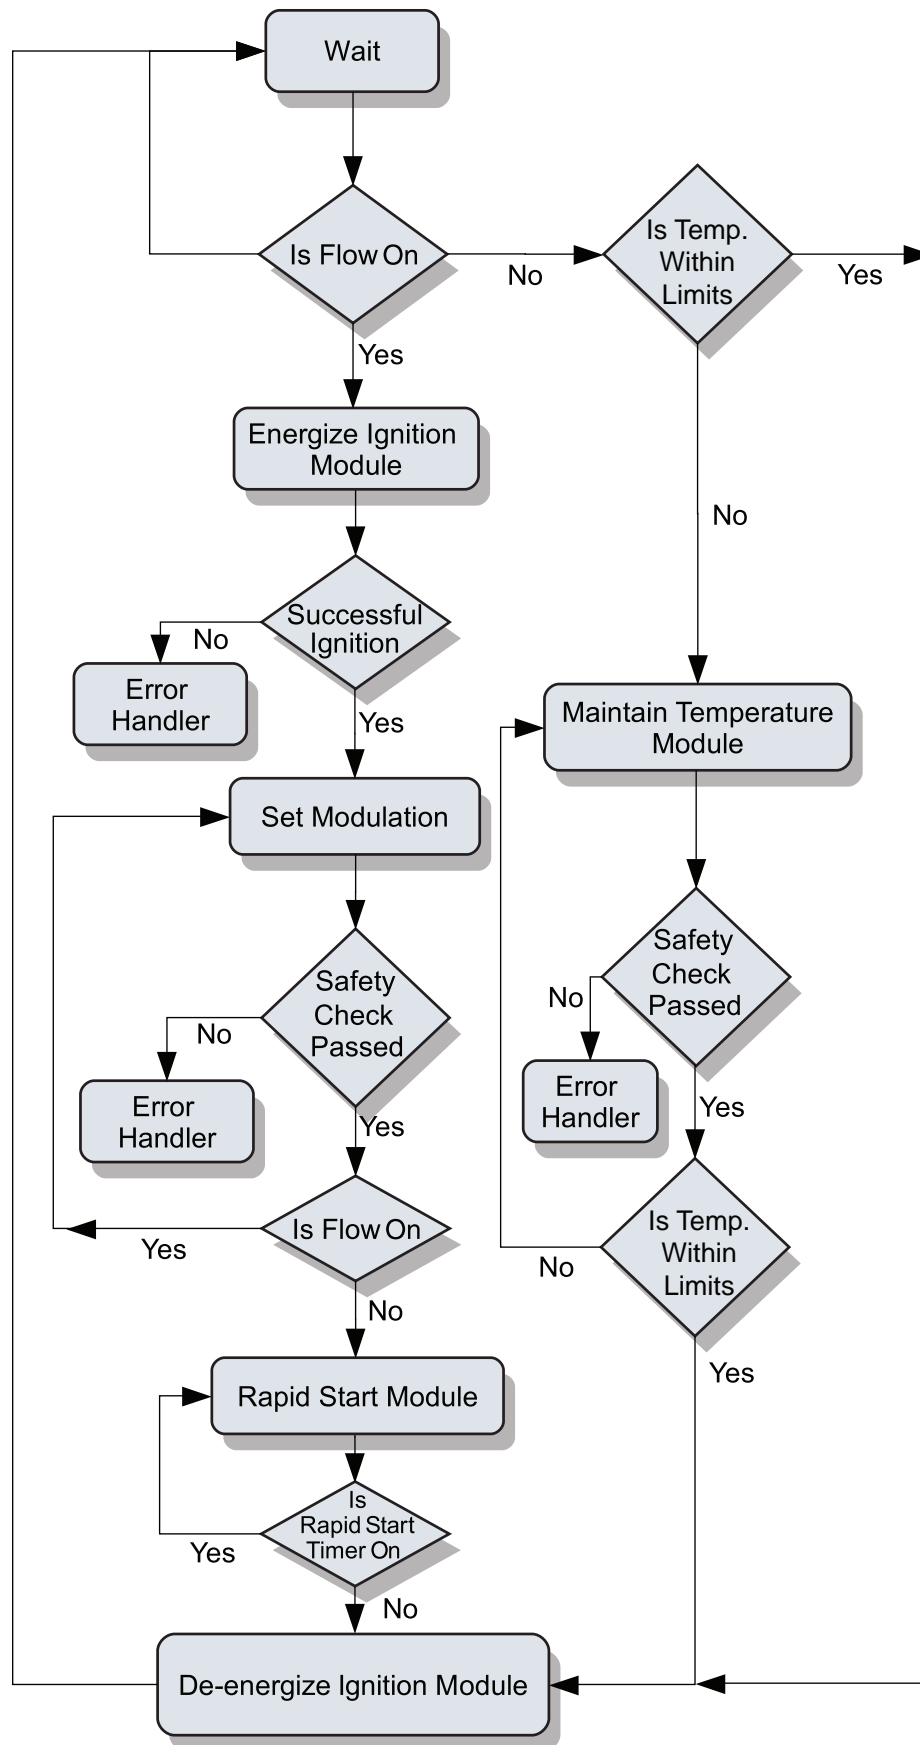 Wait
Is Flow On
No
Is Temp.
Within
Limits
Yes
Yes
Energize Ignition
Module
No
Successful
Ignition
No
Error
Handler
Yes
Maintain Temperature
Module
Set Modulation
Safety
Check
Passed
Safety
Check
Passed
No
No
Error
Handler
Error
Handler
Yes
Yes
Is Flow On
Yes
Is Temp.
Within
Limits
No
No
Yes
Rapid Start Module
Is
Rapid Start
Timer On
Yes
No
De-energize Ignition Module